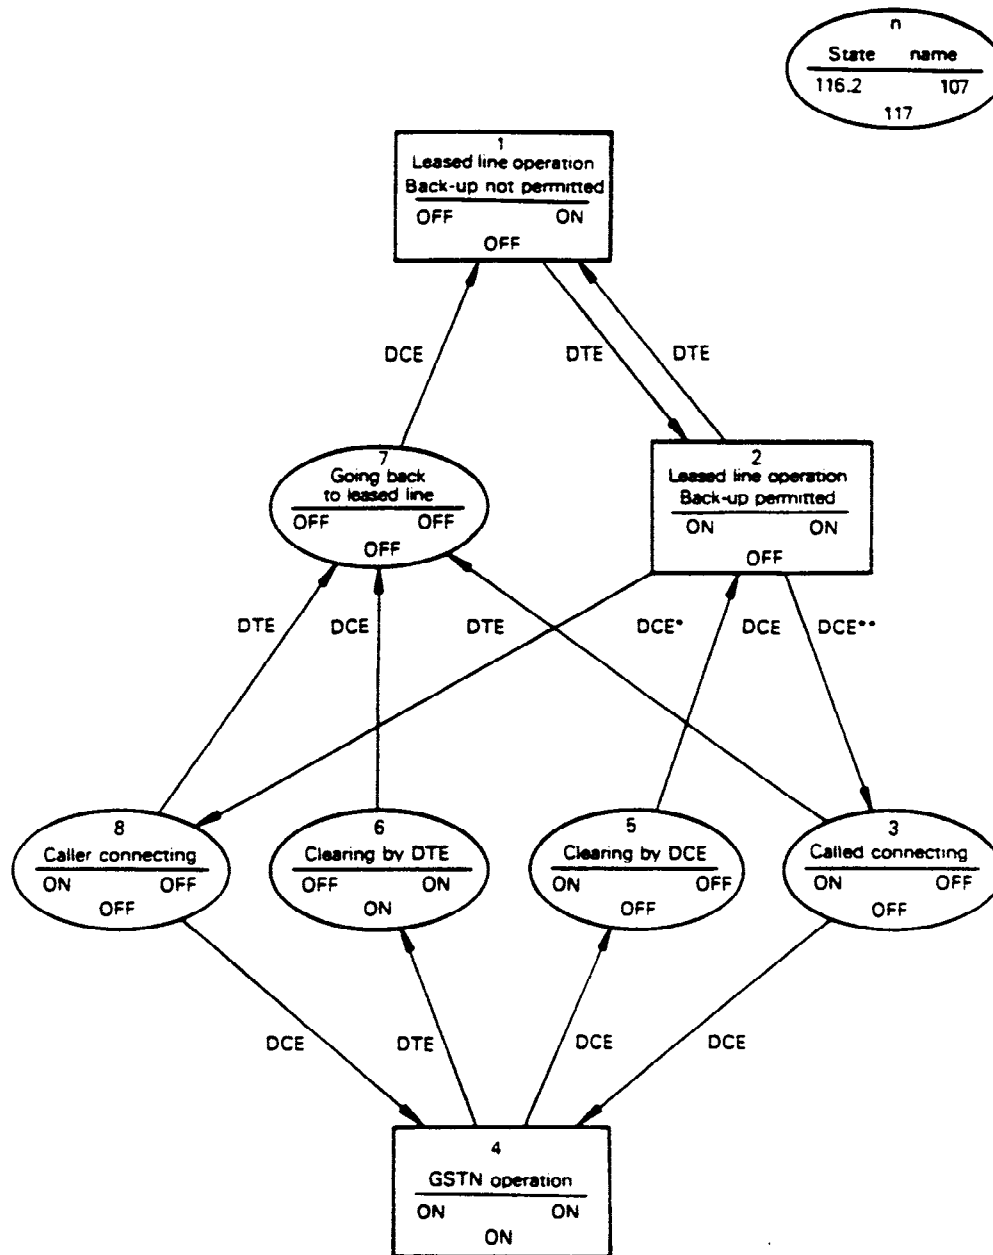 n
State name
116.2 107
117
1
Leased line operation
Back-up not permitted
OFF ON
OFF
DCE DTE DTE
7
Going back
to leased line
OFF OFF
OFF
2
Leased line operation
Back-up permitted
ON ON
OFF
DTE DCE DTE DCE* DCE DCE**
8
Caller connecting
ON OFF
OFF
6
Clearing by DTE
OFF ON
ON
5
Clearing by DCE
ON OFF
OFF
3
Called connecting
ON OFF
OFF
DCE DTE DCE DCE
4
GSTN operation
ON ON
ON